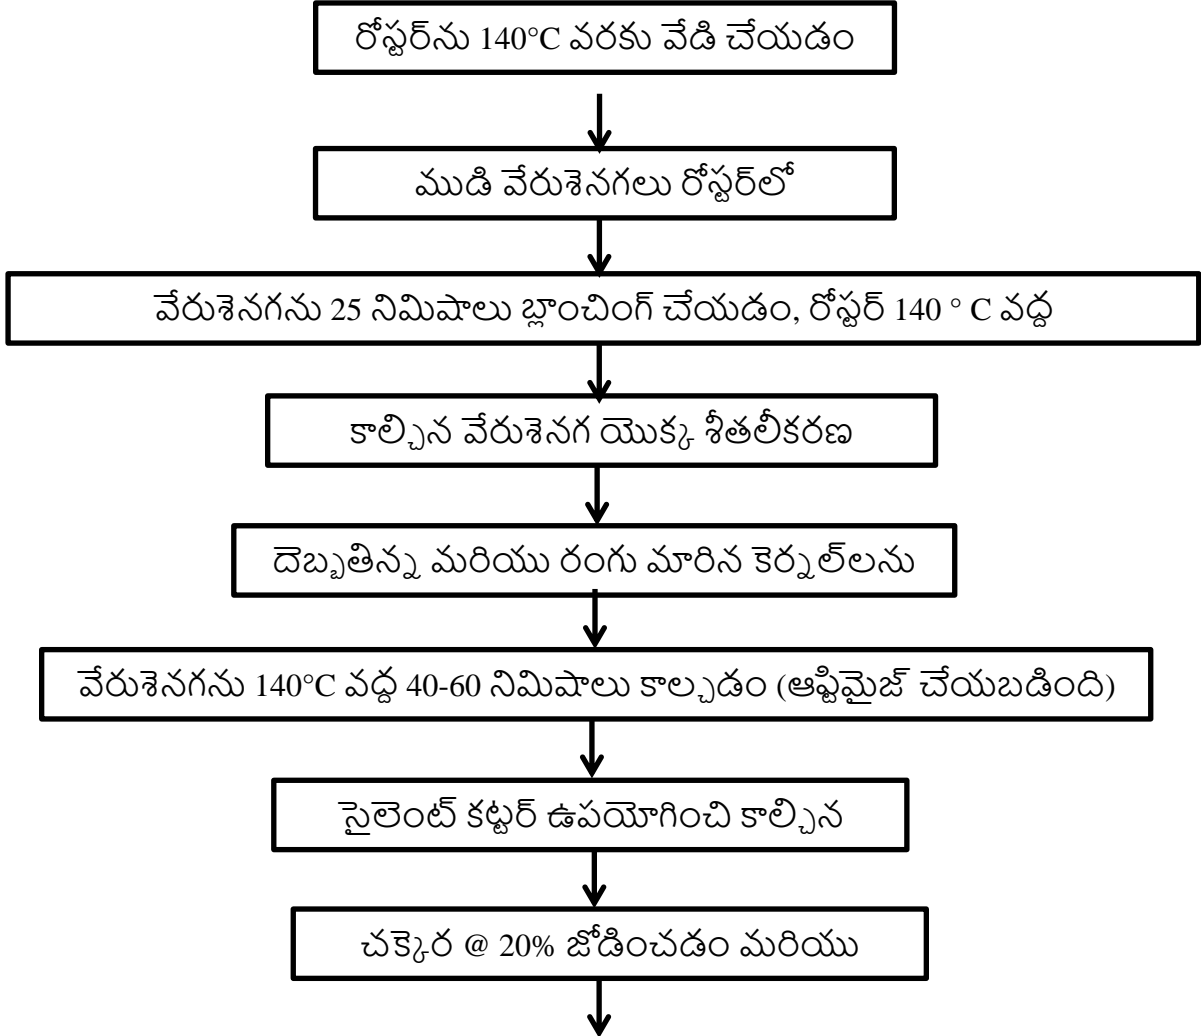 రోస్టర్‌ను 140°C వరకు వేడి చేయడం
ముడి వేరుశెనగలు రోస్టర్‌లో
వేరుశెనగను 25 నిమిషాలు బ్లాంచింగ్ చేయడం, రోస్టర్ 140 ° C వద్ద
కాల్చిన వేరుశెనగ యొక్క శీతలీకరణ
దెబ్బతిన్న మరియు రంగు మారిన కెర్నల్‌లను
వేరుశెనగను 140°C వద్ద 40-60 నిమిషాలు కాల్చడం (ఆప్టిమైజ్ చేయబడింది)
సైలెంట్ కట్టర్ ఉపయోగించి కాల్చిన
చక్కెర @ 20% జోడించడం మరియు